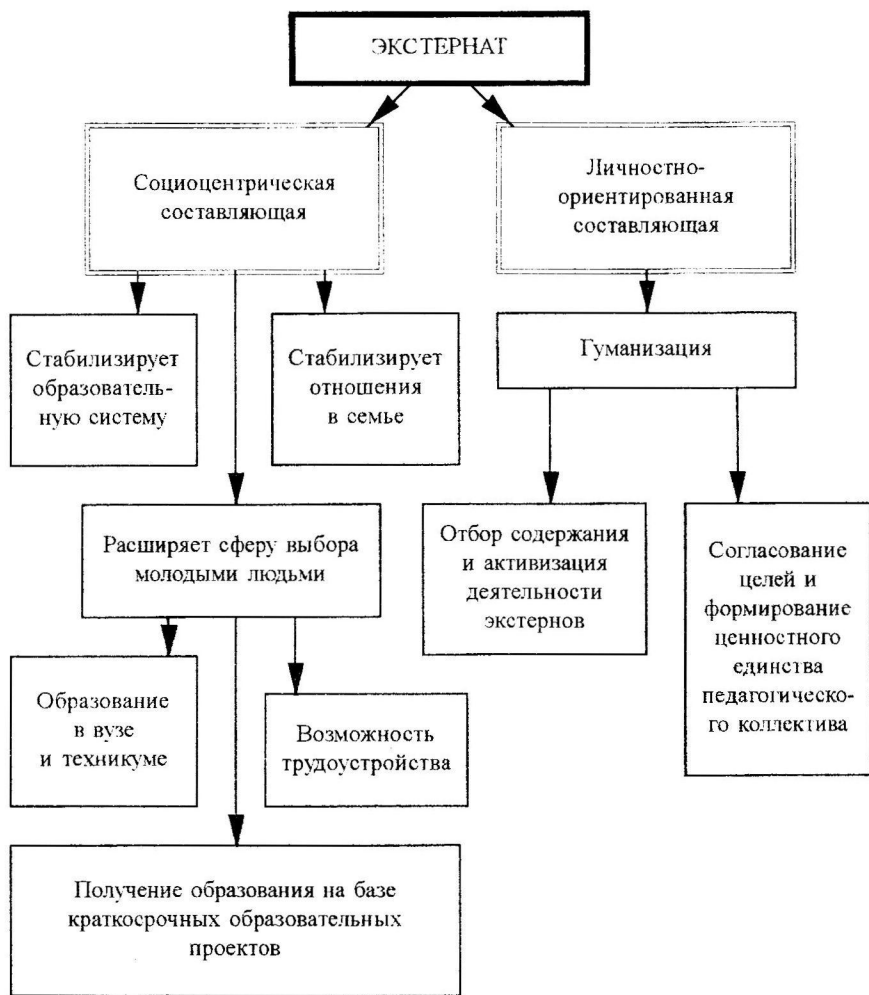 ЭКСТЕРНАТ
Социоцентрическая
составляющая
Личностно-
ориентированная
составляющая
Стабилизирует
образователь-
ную систему
Стабилизирует
отношения
в семье
Гуманизация
Расширяет сферу выбора
молодыми людьми
Отбор содержания
и активизация
деятельности
экстернов
Согласование
целей и
формирование
ценностного
единства
педагогическо-
го коллектива
Образование
в вузе
и техникуме
Возможность
трудоустройства
Получение образования на базе
краткосрочных образовательных
проектов